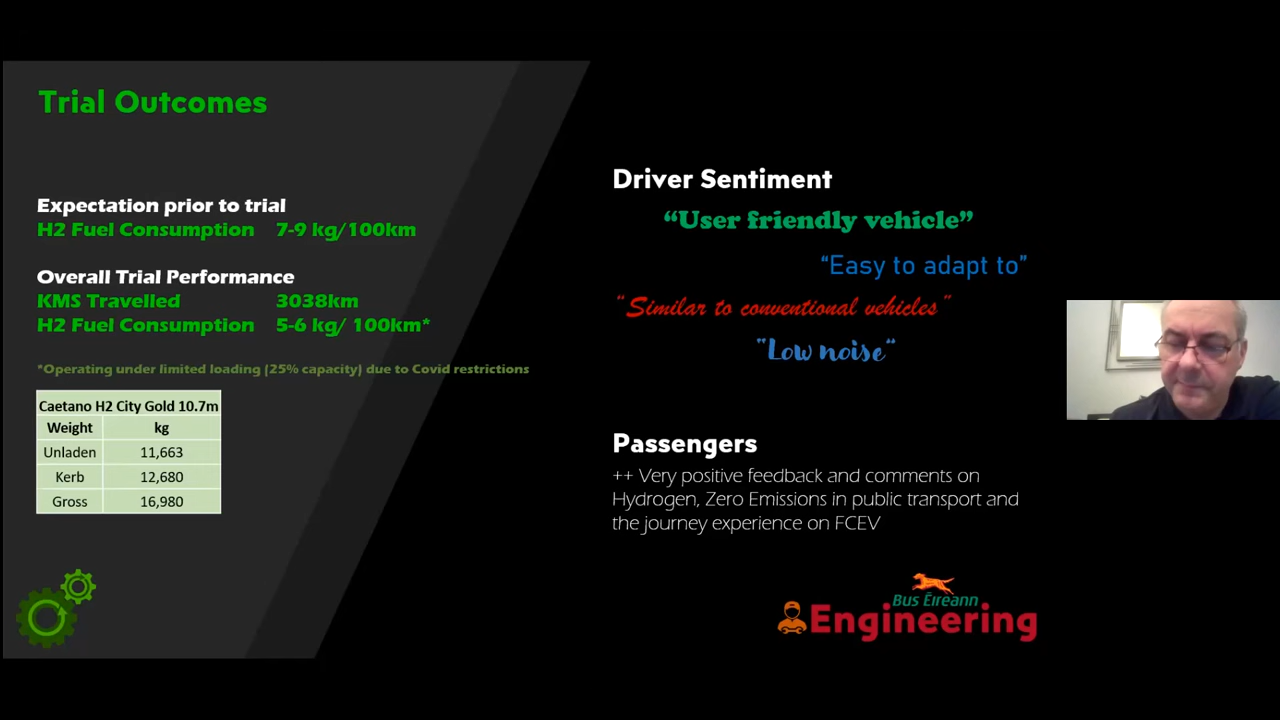 Trial Outcomes
Expectation prior to trial
H2 Fuel Consumption 7-9 kg/100km
Overall Trial Performance
KMS Travelled 3038km
H2 Fuel Consumption 5-6 kg/ 100km*
*Operating under limited loading (25% capacity) due to Covid restrictions
Caetano H2 City Gold 10.7m
Weight kg
Unladen 11,663
Kerb 12,680
Gross 16,980
Driver Sentiment
“User friendly vehicle”
“Easy to adapt to”
“Similar to conventional vehicles”
“Low noise“
Passengers
++ Very positive feedback and comments on
Hydrogen, Zero Emissions in public transport and
the journey experience on FCEV
Bus Éireann
Engineering